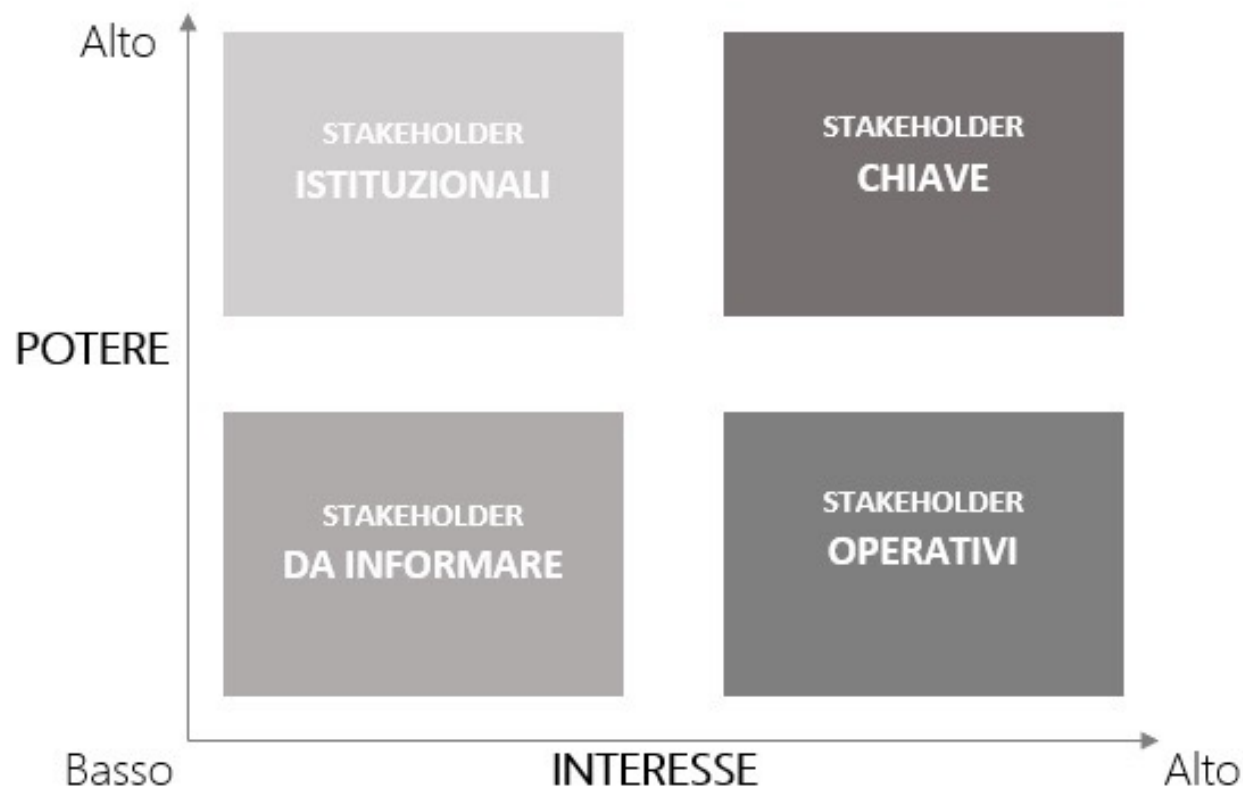 Alto
STAKEHOLDER
ISTITUZIONALI
STAKEHOLDER
CHIAVE
POTERE
STAKEHOLDER
DA INFORMARE
STAKEHOLDER
OPERATIVI
Basso
INTERESSE
Alto